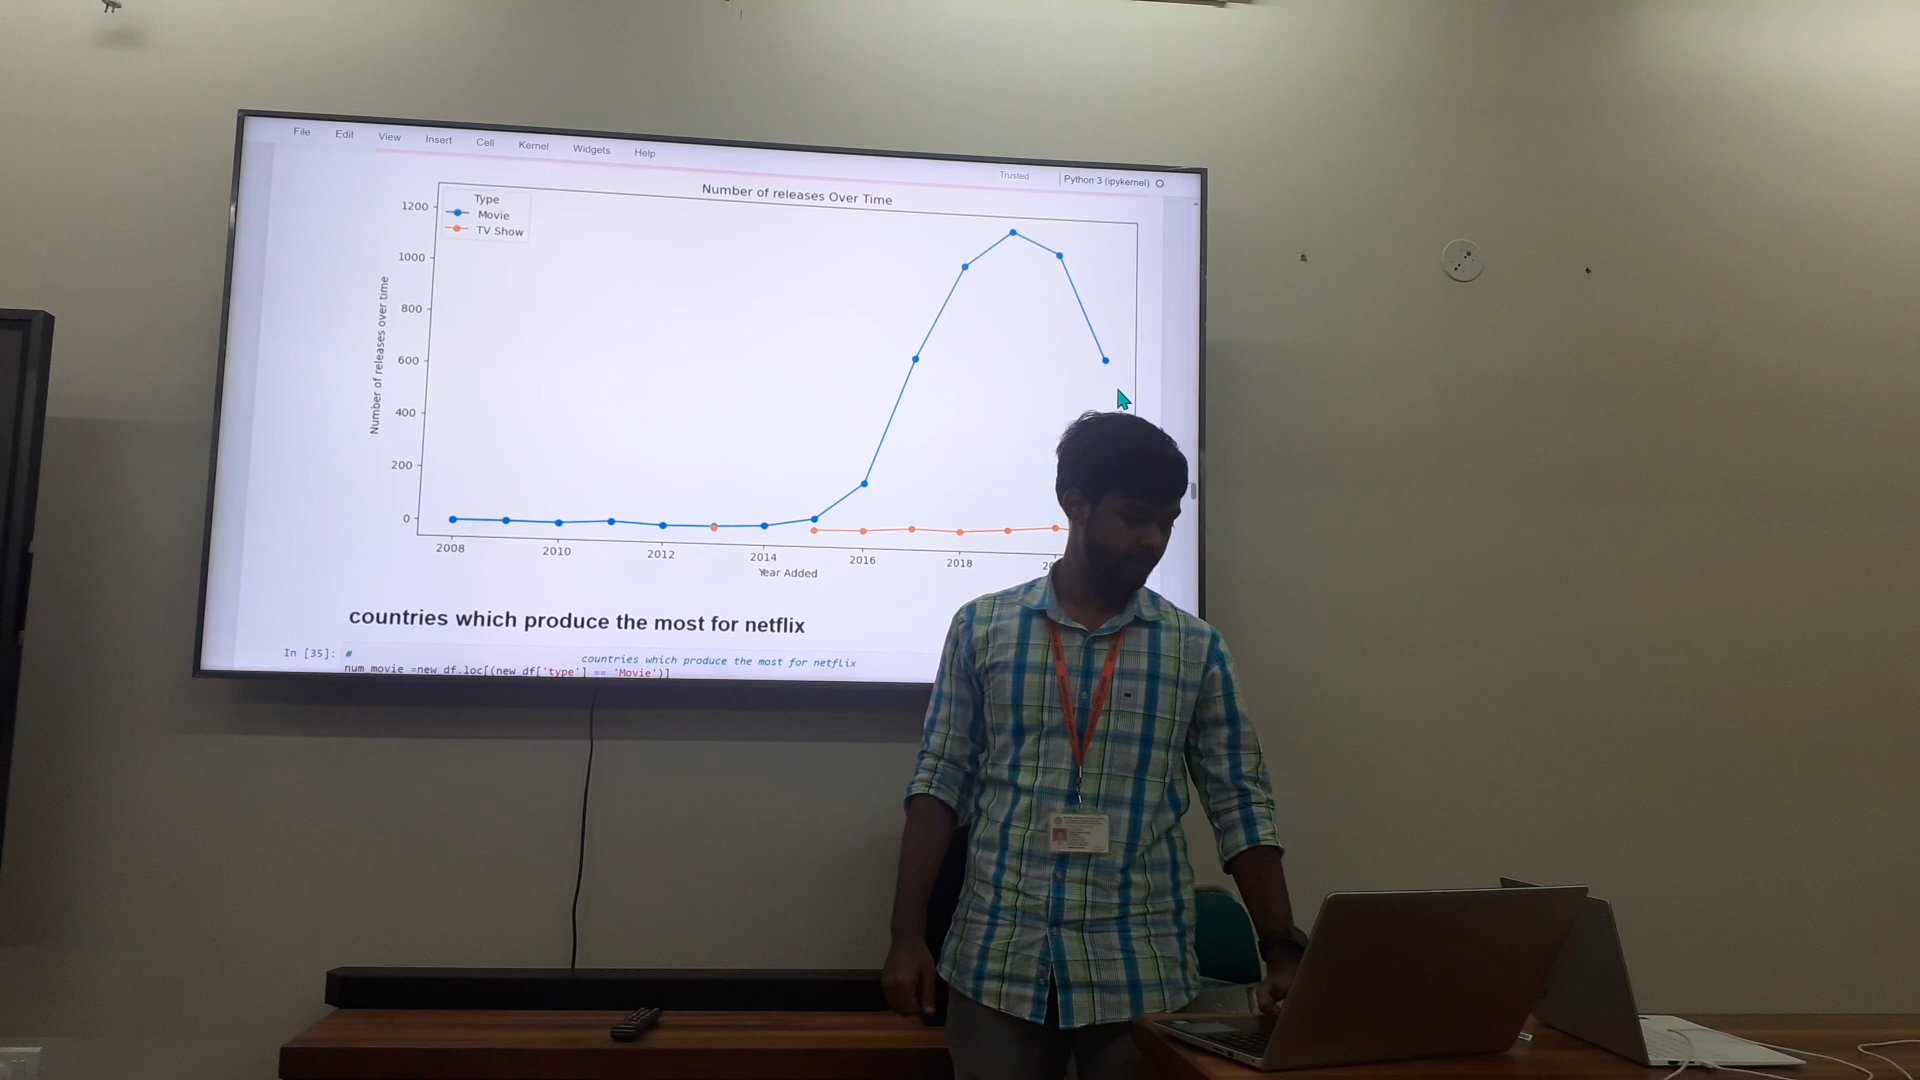 File Edit View Insert Cell Kernel Widgets Help
Trusted Python 3 (ipykernel)
Number of releases Over Time
Type
Movie
TV Show
1200
1000
800
600
400
200
0
Number of releases over time
2008 2010 2012 2014 2016 2018
Year Added
countries which produce the most for netflix
In [35]: # countries which produce the most for netflix
num_movie =new_df.loc[(new_df['type'] == 'Movie')]